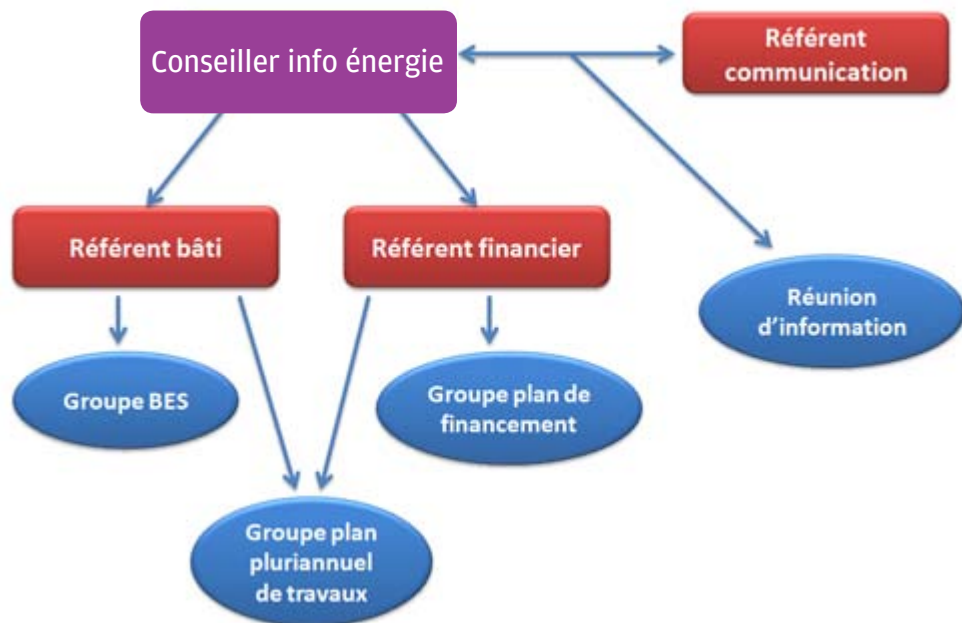 Conseiller info énergie
Référent
communication
Référent bâti
Référent financier
Réunion
d’information
Groupe BES
Groupe plan de
financement
Groupe plan
pluriannuel
de travaux